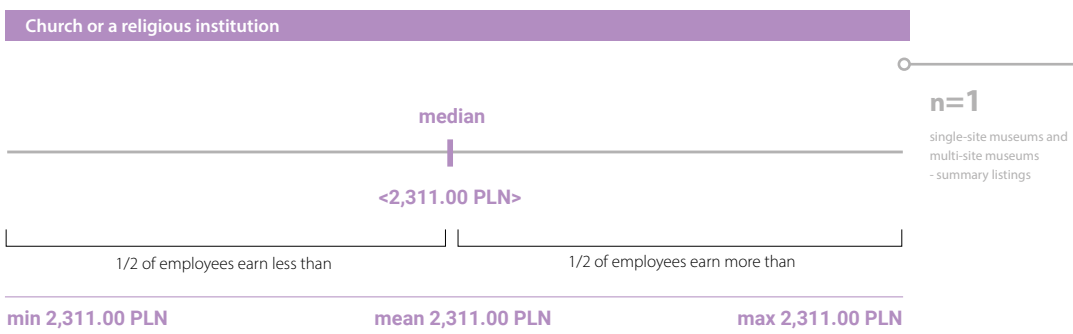 Church or a religious institution
n=1
single-site museums and
multi-site museums
- summary listings
median
<2,311.00 PLN>
1/2 of employees earn less than
1/2 of employees earn more than
min 2,311.00 PLN
mean 2,311.00 PLN
max 2,311.00 PLN